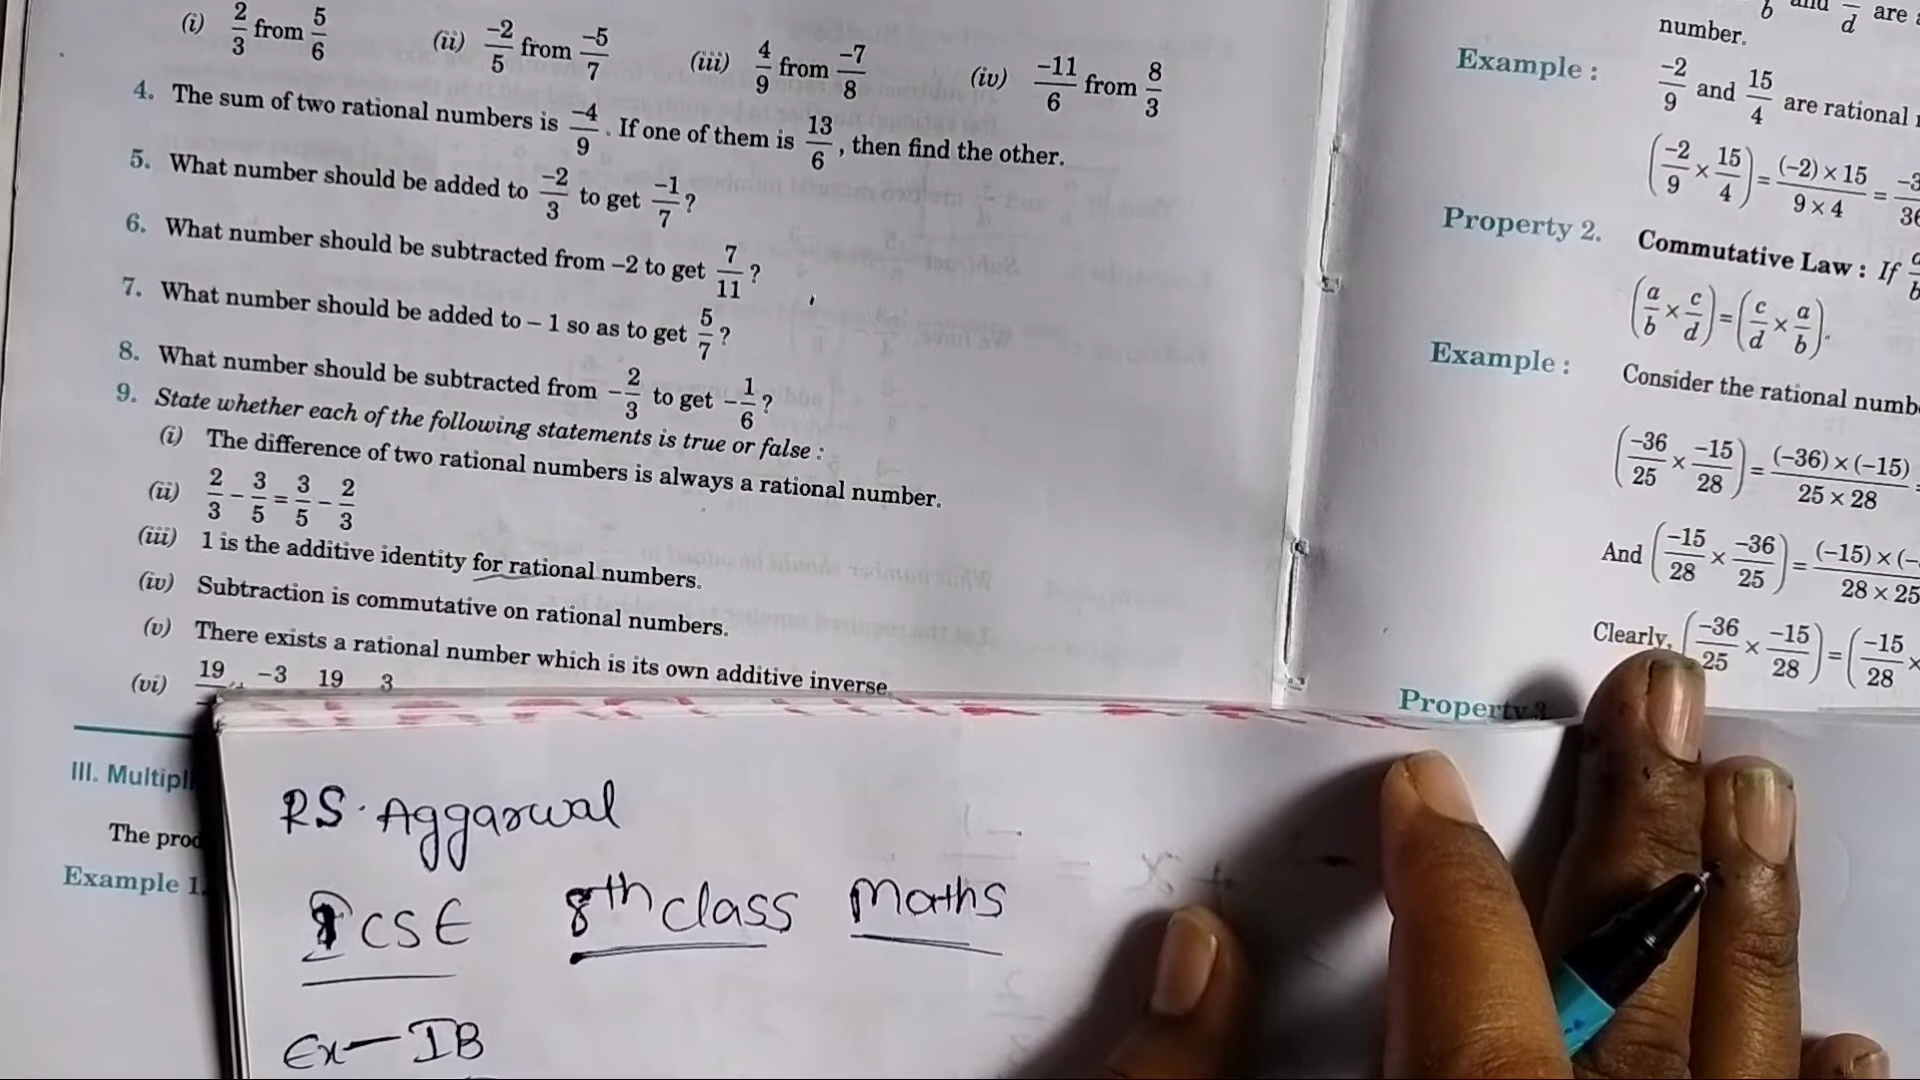 (i) 2/3 from 5/6 (ii) -2/5 from -5/7 (iii) 4/9 from -7/8 (iv) -11/6 from 8/3
4. The sum of two rational numbers is -4/9. If one of them is 13/6, then find the other.
5. What number should be added to -2/3 to get -1/7?
6. What number should be subtracted from -2 to get 7/11?
7. What number should be added to – 1 so as to get 5/7?
8. What number should be subtracted from -2/3 to get -1/6?
9. State whether each of the following statements is true or false :
(i) The difference of two rational numbers is always a rational number.
(ii) 2/3 - 3/5 = 3/5 - 2/3
(iii) 1 is the additive identity for rational numbers.
(iv) Subtraction is commutative on rational numbers.
(v) There exists a rational number which is its own additive inverse.
(vi) 19 -3 19 3
III. Multipl
The prod
Example 1.
RS. Aggarwal
ICSE 8th class Maths
Ex - IB
b and d are
number.
Example : -2/9 and 15/4 are rational
(-2/9 × 15/4) = (-2) × 15 / 9 × 4 = -3 / 36
Property 2. Commutative Law : If a/b
(a/b × c/d) = (c/d × a/b).
Example : Consider the rational numb
(-36/25 × -15/28) = (-36) × (-15) / 25 × 28 =
And (-15/28 × -36/25) = (-15) × (- / 28 × 25
Clearly, (-36/25 × -15/28) = (-15/28 ×
Property 3.